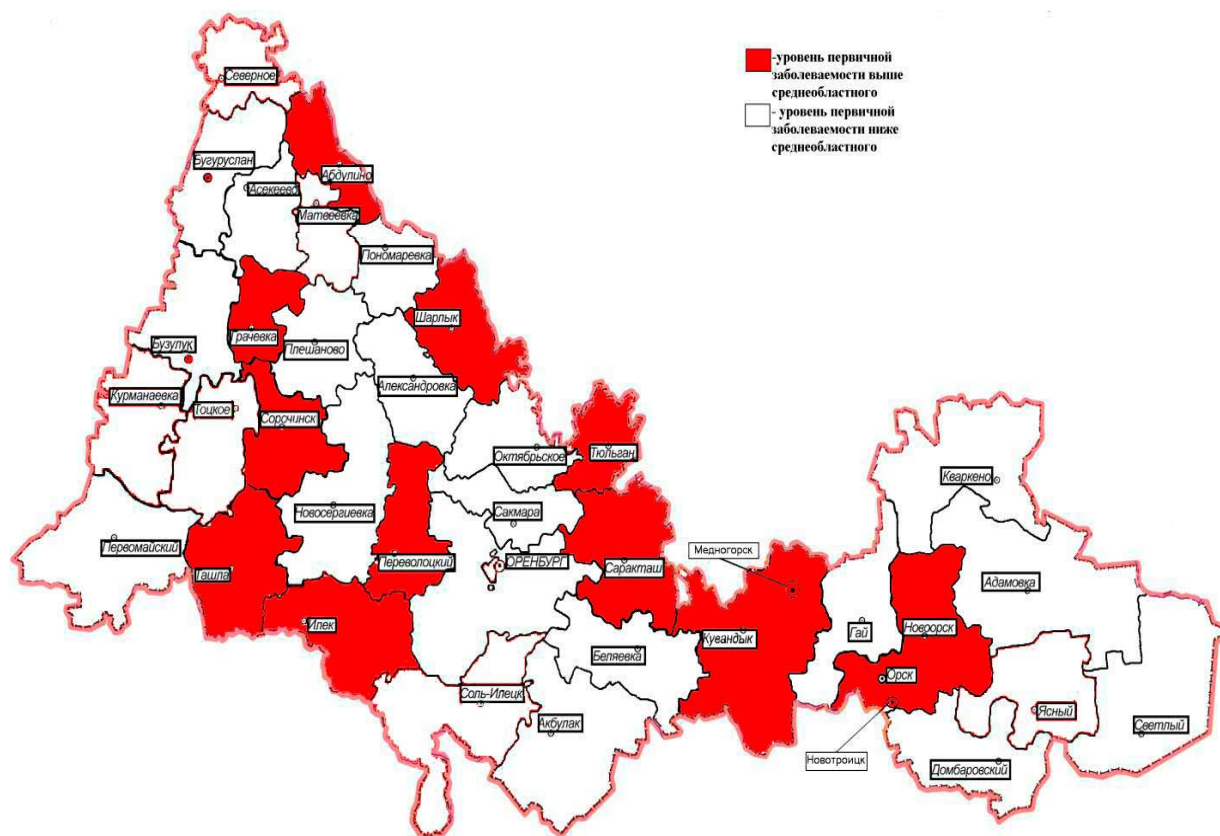 -уровень первичной
заболеваемости выше
среднеобластного
- уровень первичной
заболеваемости ниже
среднеобластного
Северное
Бугуруслан
Абдулино
Асекеево
Матвеевка
Пономаревка
Шарлык
Грачевка
Бузулук
Плешаново
Александровка
Курманаевка
Тоцкое
Сорочинск
Октябрьское
Тюльган
Кваркено
Новосергиевка
Сакмара
Первомайский
Медногорск
Переволоцкий
ОРЕНБУРГ
Саракташ
Ташла
Адамовка
Илек
Гай
Новоорск
Кувандык
Беляевка
Орск
Соль-Илецк
Ясный
Акбулак
Светлый
Новотроицк
Домбаровский